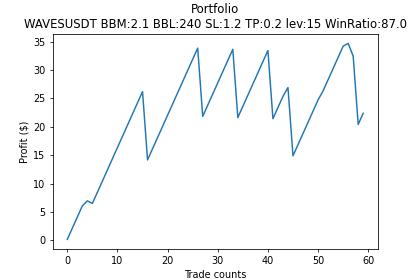 Portfolio
WAVESUSDT BBM:2.1 BBL:240 SL:1.2 TP:0.2 lev:15 WinRatio:87.0
35
30
25
20
15
10
5
0
Profit ($)
0 10 20 30 40 50 60
Trade counts